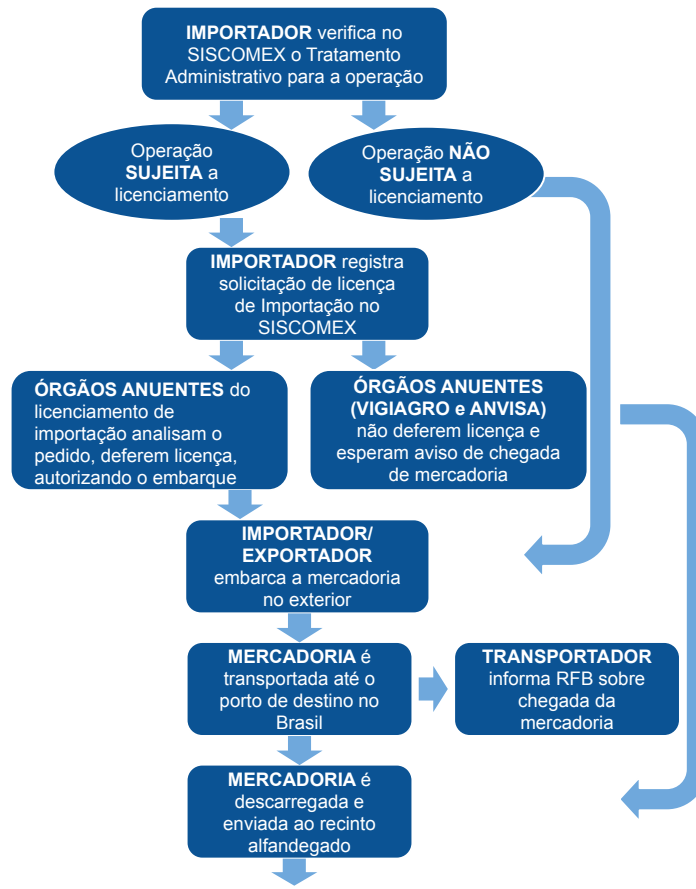 IMPORTADOR verifica no
SISCOMEX o Tratamento
Administrativo para a operação
Operação
SUJEITA a
licenciamento
Operação NÃO
SUJEITA a
licenciamento
IMPORTADOR registra
solicitação de licença
de Importação no
SISCOMEX
ÓRGÃOS ANUENTES do
licenciamento de
importação analisam o
pedido, deferem licença,
autorizando o embarque
ÓRGÃOS ANUENTES
(VIGIAGRO e ANVISA)
não deferem licença e
esperam aviso de chegada
de mercadoria
IMPORTADOR/
EXPORTADOR
embarca a mercadoria
no exterior
MERCADORIA é
transportada até o
porto de destino no
Brasil
TRANSPORTADOR
informa RFB sobre
chegada da
mercadoria
MERCADORIA é
descarregada e
enviada ao recinto
alfandegado